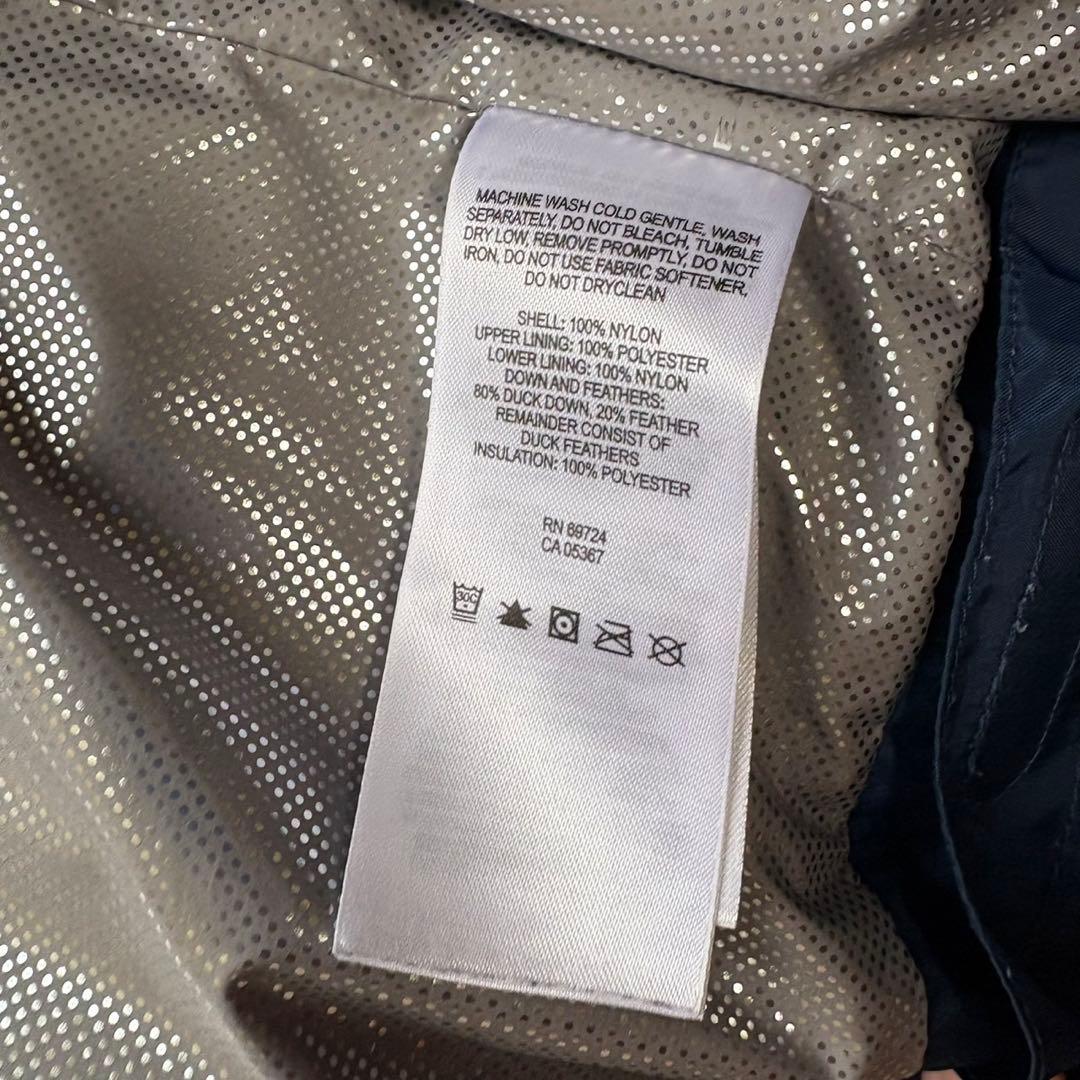 MACHINE WASH COLD GENTLE, WASH
SEPARATELY, DO NOT BLEACH, TUMBLE
DRY LOW, REMOVE PROMPTLY, DO NOT
IRON, DO NOT USE FABRIC SOFTENER,
DO NOT DRYCLEAN
SHELL: 100% NYLON
UPPER LINING: 100% POLYESTER
LOWER LINING: 100% NYLON
DOWN AND FEATHERS:
80% DUCK DOWN, 20% FEATHER
REMAINDER CONSIST OF
DUCK FEATHERS
INSULATION: 100% POLYESTER
RN 69724
CA 05367
30C